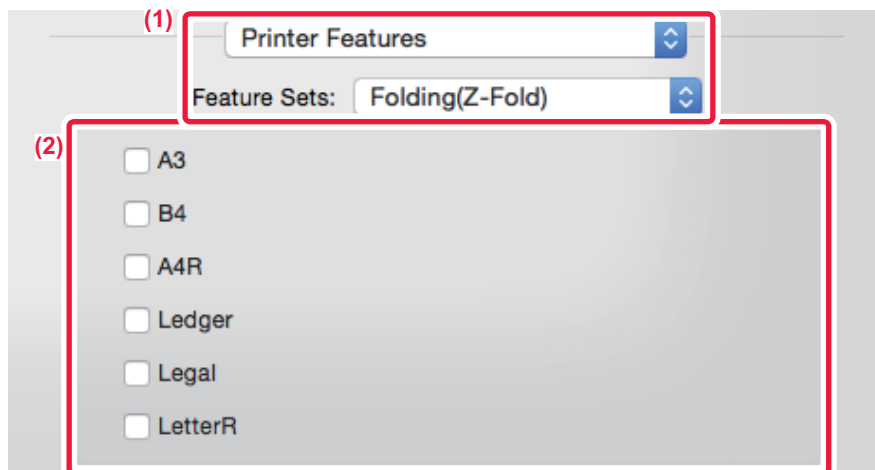 (1)
Printer Features
Feature Sets: Folding(Z-Fold)
(2)
A3
B4
A4R
Ledger
Legal
LetterR